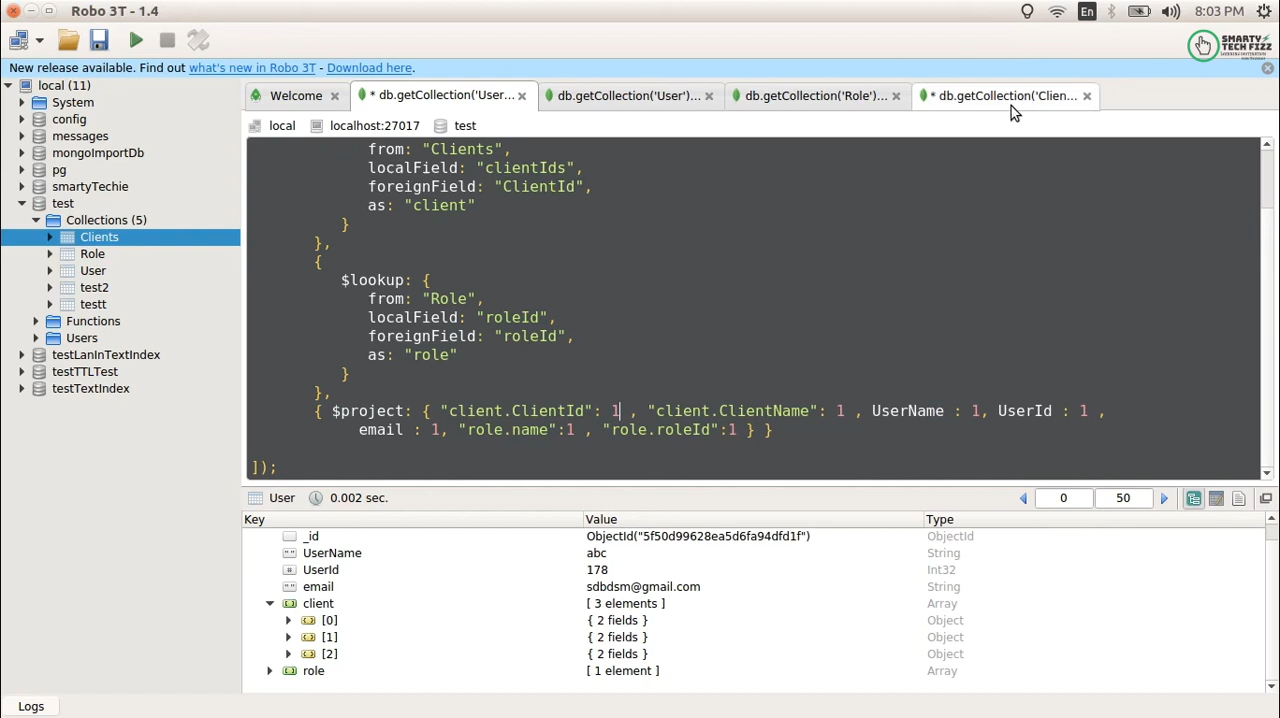 Robo 3T - 1.4
En
8:03 PM
SMARTY
TECH FIZZ
New release available. Find out what's new in Robo 3T - Download here.
local (11)
System
config
messages
mongoImportDb
pg
smartyTechie
test
Collections (5)
Clients
Role
User
test2
testt
Functions
Users
testLanInTextIndex
testTTLTest
testTextIndex
Welcome
* db.getCollection('User...
db.getCollection('User')...
db.getCollection('Role')...
* db.getCollection('Clien...
local localhost:27017 test
from: "Clients",
localField: "clientIds",
foreignField: "ClientId",
as: "client"
}
},
{
$lookup: {
from: "Role",
localField: "roleId",
foreignField: "roleId",
as: "role"
}
},
{ $project: { "client.ClientId": 1 , "client.ClientName": 1 , UserName : 1, UserId : 1 ,
email : 1, "role.name":1 , "role.roleId":1 } }
]);
User 0.002 sec. 0 50
Key Value Type
_id ObjectId("5f50d99628ea5d6fa94dfd1f") ObjectId
UserName abc String
UserId 178 Int32
email sdbdsm@gmail.com String
client [ 3 elements ] Array
[0] { 2 fields } Object
[1] { 2 fields } Object
[2] { 2 fields } Object
role [ 1 element ] Array
Logs